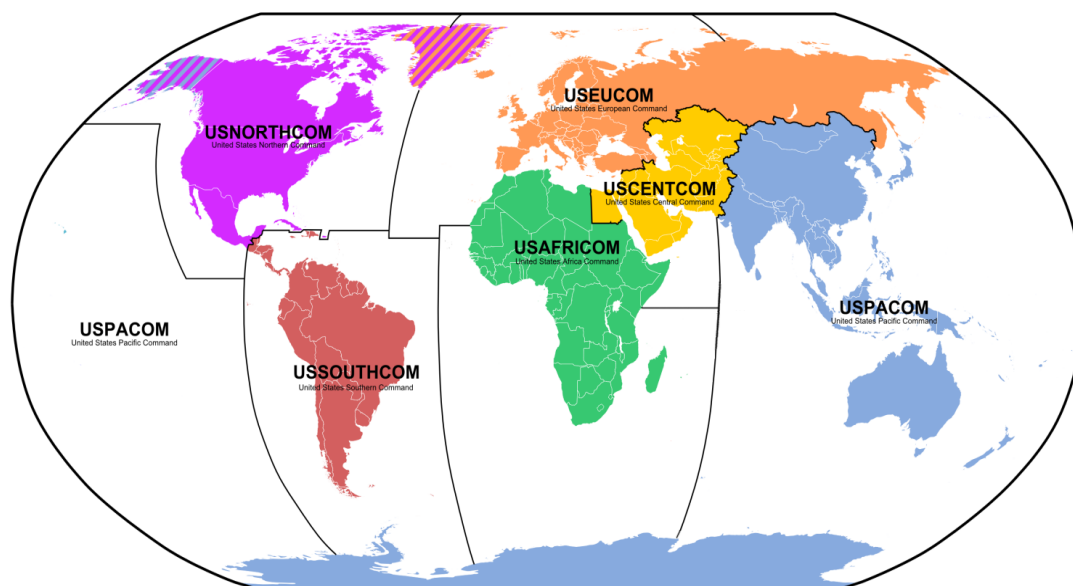 USEUCOM
United States European Command
USNORTHCOM
United States Northern Command
USCENTCOM
United States Central Command
USAFRICOM
United States Africa Command
USPACOM
United States Pacific Command
USPACOM
United States Pacific Command
USSOUTHCOM
United States Southern Command